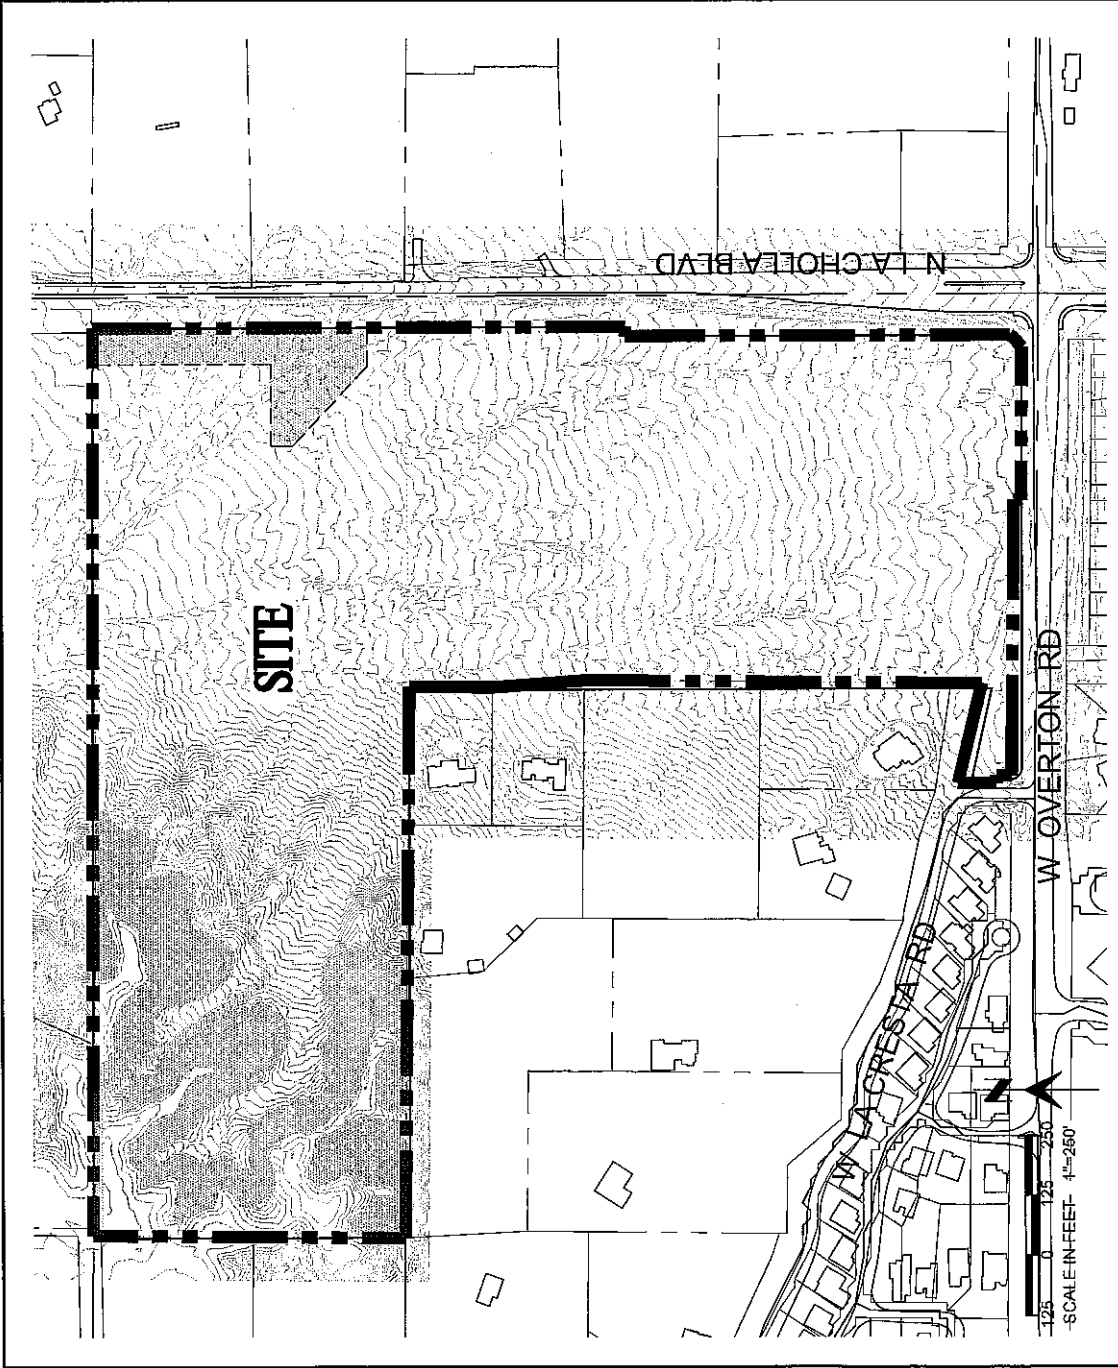 SITE
N LA CHOLLA BLVD
W OVERTON RD
W LA CRESTA RD
125 0 125 250
SCALE IN FEET 1"=250'